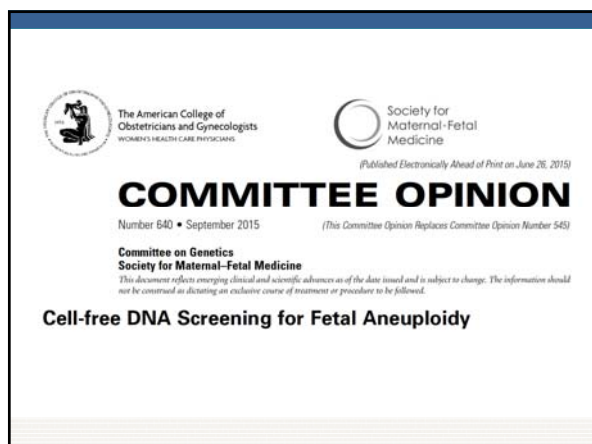 The American College of
Obstetricians and Gynecologists
WOMEN'S HEALTH CARE PHYSICIANS
Society for
Maternal-Fetal
Medicine
(Published Electronically Ahead of Print on June 26, 2015)
COMMITTEE OPINION
Number 640 • September 2015
(This Committee Opinion Replaces Committee Opinion Number 545)
Committee on Genetics
Society for Maternal–Fetal Medicine
This document reflects emerging clinical and scientific advances as of the date issued and is subject to change. The information should
not be construed as dictating an exclusive course of treatment or procedure to be followed.
Cell-free DNA Screening for Fetal Aneuploidy